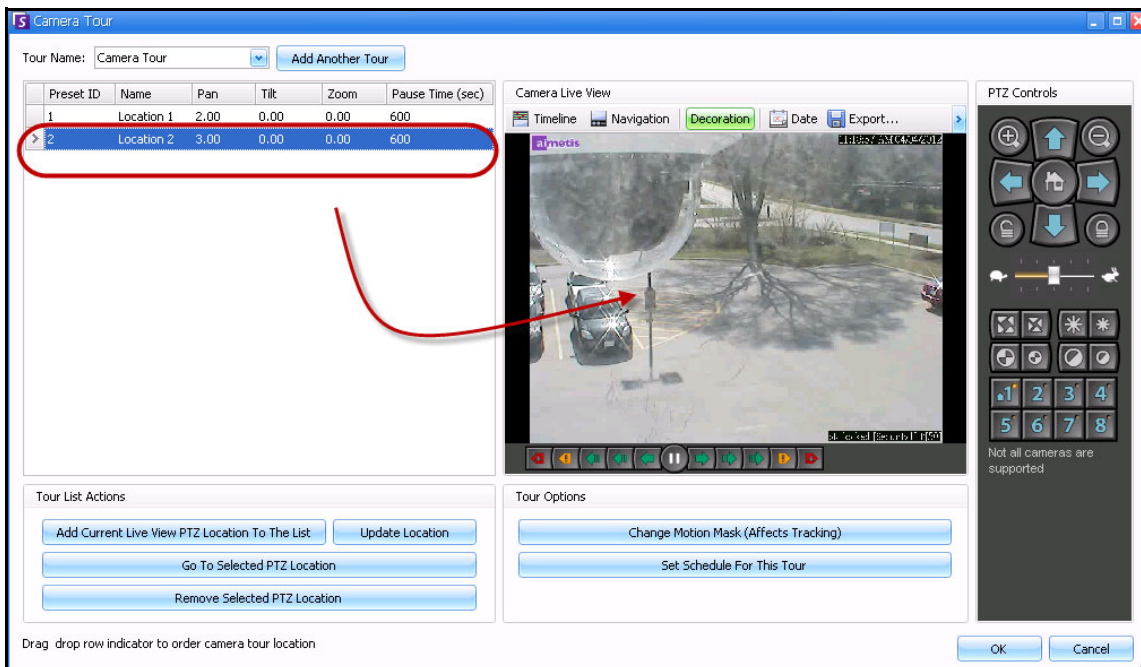 Camera Tour
Tour Name: Camera Tour Add Another Tour
Preset ID Name Pan Tilt Zoom Pause Time (sec)
1 Location 1 2.00 0.00 0.00 600
2 Location 2 3.00 0.00 0.00 600
Camera Live View
Timeline Navigation Decoration Date Export...
aimetis
PTZ Controls
1 2 3 4
5 6 7 8
Not all cameras are
supported
Tour List Actions
Add Current Live View PTZ Location To The List Update Location
Go To Selected PTZ Location
Remove Selected PTZ Location
Tour Options
Change Motion Mask (Affects Tracking)
Set Schedule For This Tour
Drag drop row indicator to order camera tour location
OK Cancel